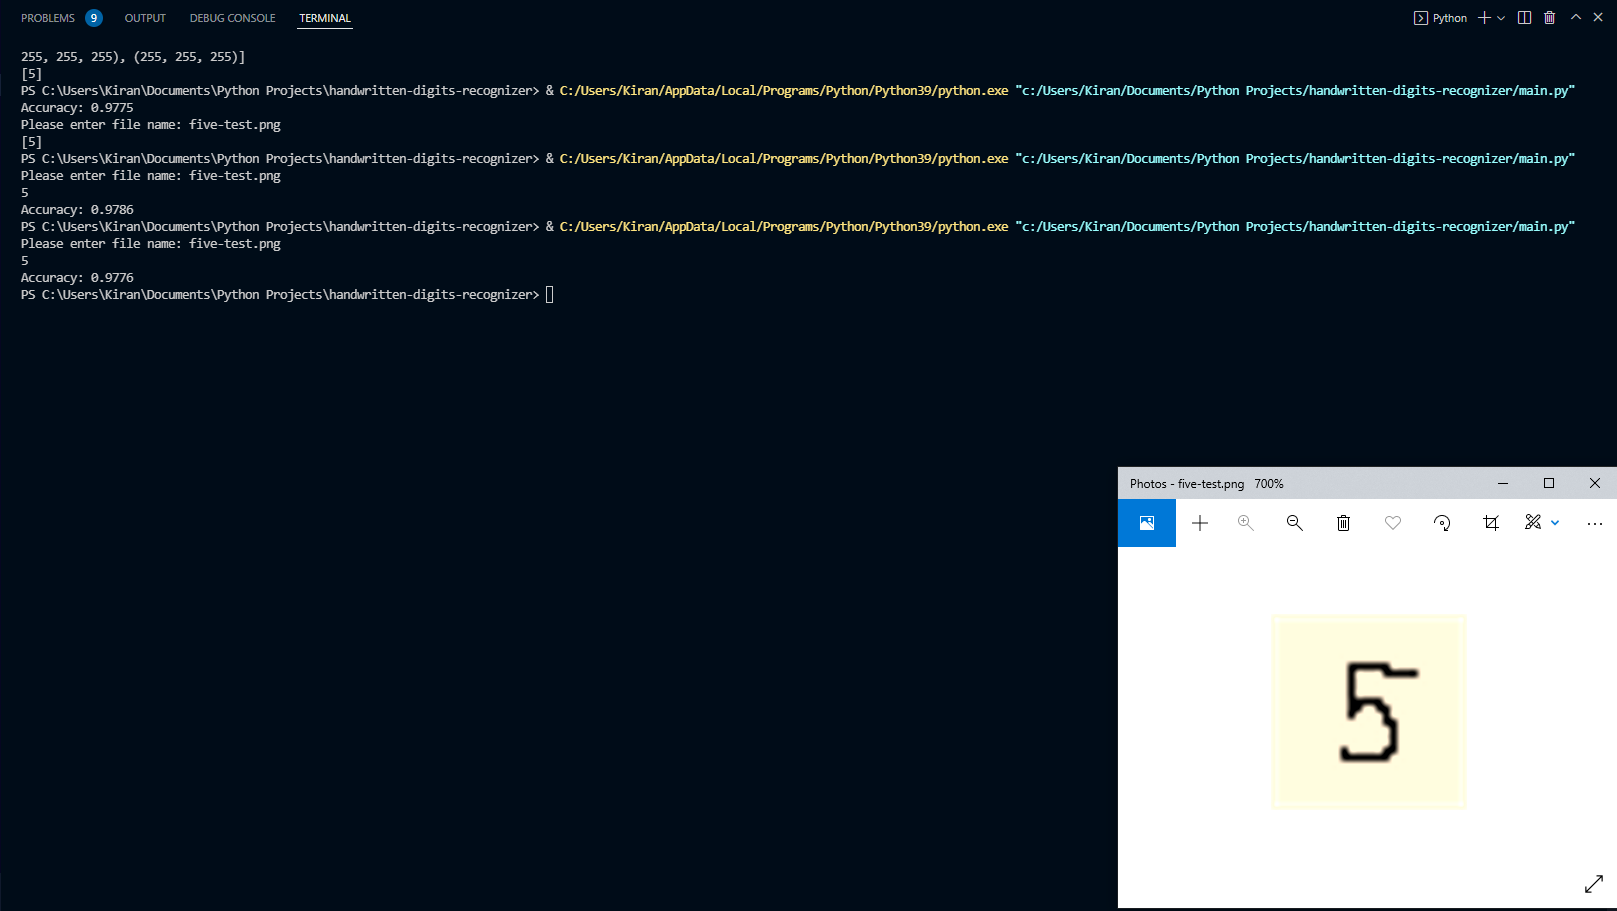 PROBLEMS 9 OUTPUT DEBUG CONSOLE TERMINAL Python
255, 255, 255), (255, 255, 255)]
[5]
PS C:\Users\Kiran\Documents\Python Projects\handwritten-digits-recognizer> & C:/Users/Kiran/AppData/Local/Programs/Python/Python39/python.exe "c:/Users/Kiran/Documents/Python Projects/handwritten-digits-recognizer/main.py"
Accuracy: 0.9775
Please enter file name: five-test.png
[5]
PS C:\Users\Kiran\Documents\Python Projects\handwritten-digits-recognizer> & C:/Users/Kiran/AppData/Local/Programs/Python/Python39/python.exe "c:/Users/Kiran/Documents/Python Projects/handwritten-digits-recognizer/main.py"
Please enter file name: five-test.png
5
Accuracy: 0.9786
PS C:\Users\Kiran\Documents\Python Projects\handwritten-digits-recognizer> & C:/Users/Kiran/AppData/Local/Programs/Python/Python39/python.exe "c:/Users/Kiran/Documents/Python Projects/handwritten-digits-recognizer/main.py"
Please enter file name: five-test.png
5
Accuracy: 0.9776
PS C:\Users\Kiran\Documents\Python Projects\handwritten-digits-recognizer>
Photos - five-test.png 700%
5